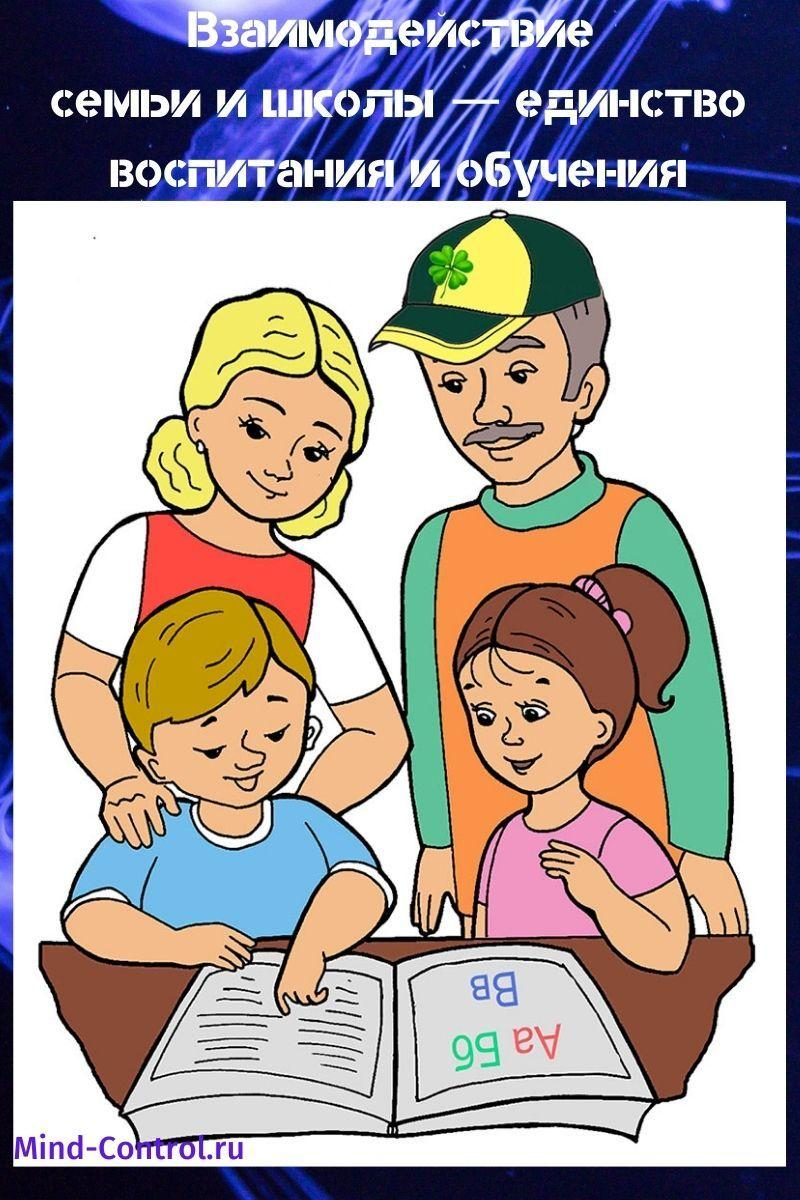 Взаимодействие
семьи и школы — единство
воспитания и обучения
Вв
Аа Бб
Mind-Control.ru